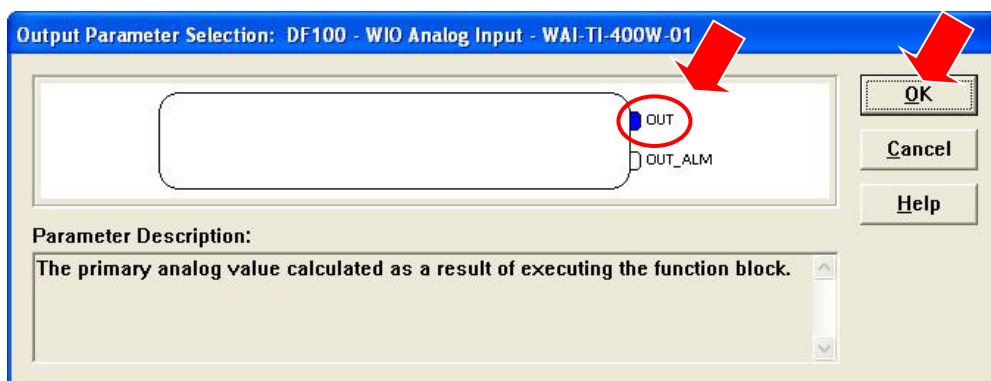 Output Parameter Selection: DF100 - WIO Analog Input - WAI-TI-400W-01
OUT
OUT_ALM
OK
Cancel
Help
Parameter Description:
The primary analog value calculated as a result of executing the function block.